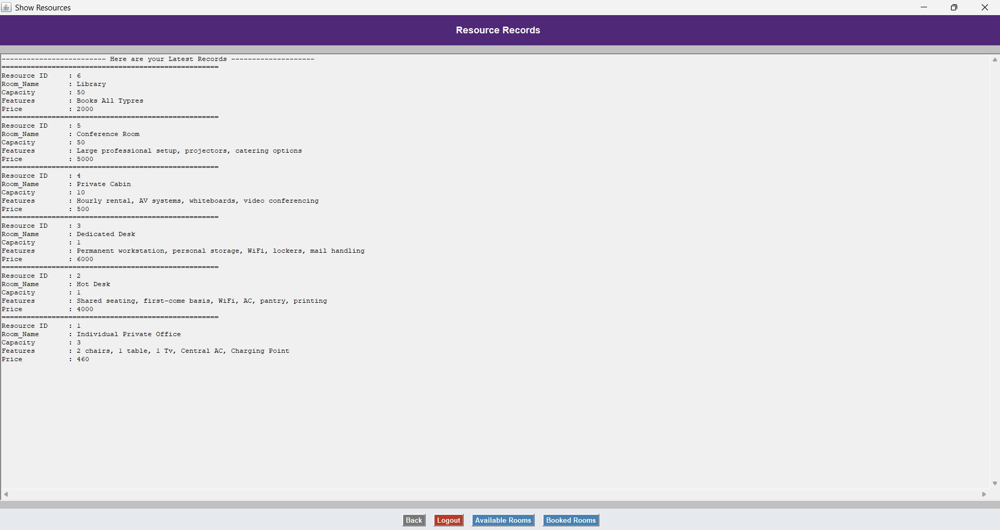 Show Resources
Resource Records
------------------------- Here are your Latest Records --------------------
====================================================
Resource ID     : 6
Room_Name       : Library
Capacity        : 50
Features        : Books All Typres
Price           : 2000
====================================================
Resource ID     : 5
Room_Name       : Conference Room
Capacity        : 50
Features        : Large professional setup, projectors, catering options
Price           : 5000
====================================================
Resource ID     : 4
Room_Name       : Private Cabin
Capacity        : 10
Features        : Hourly rental, AV systems, whiteboards, video conferencing
Price           : 500
====================================================
Resource ID     : 3
Room_Name       : Dedicated Desk
Capacity        : 1
Features        : Permanent workstation, personal storage, WiFi, lockers, mail handling
Price           : 6000
====================================================
Resource ID     : 2
Room_Name       : Hot Desk
Capacity        : 1
Features        : Shared seating, first-come basis, WiFi, AC, pantry, printing
Price           : 4000
====================================================
Resource ID     : 1
Room_Name       : Individual Private Office
Capacity        : 3
Features        : 2 chairs, 1 table, 1 Tv, Central AC, Charging Point
Price           : 460
Back Logout Available Rooms Booked Rooms